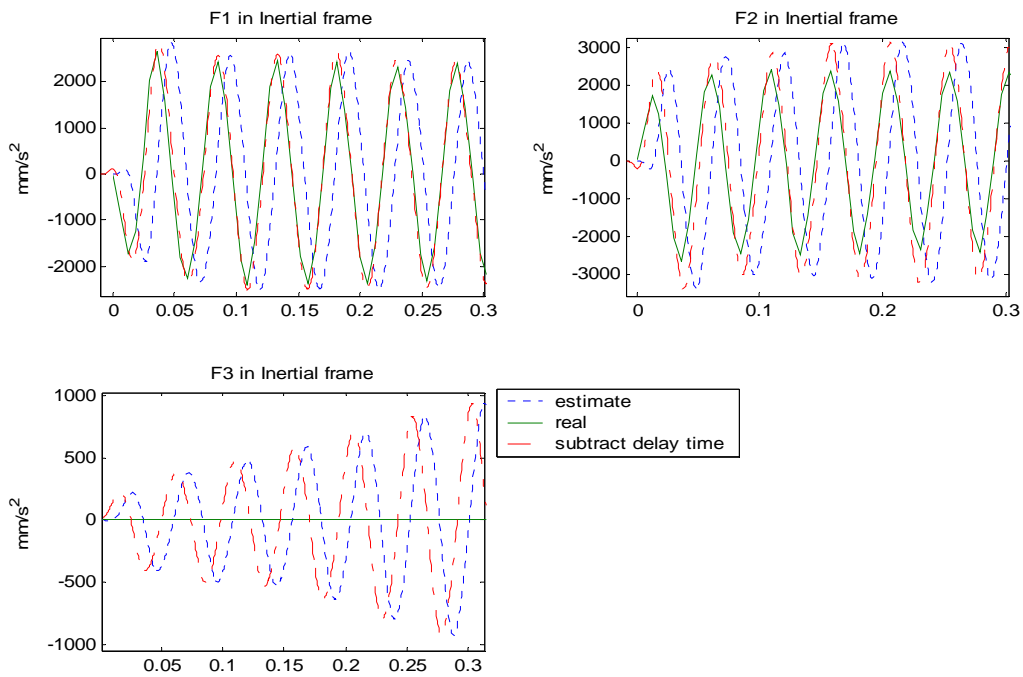 F1 in Inertial frame
mm/s²
2000
1000
0
-1000
-2000
0 0.05 0.1 0.15 0.2 0.25 0.3
F2 in Inertial frame
mm/s²
3000
2000
1000
0
-1000
-2000
-3000
0 0.1 0.2 0.3
F3 in Inertial frame
mm/s²
1000
500
0
-500
-1000
0.05 0.1 0.15 0.2 0.25 0.3
estimate
real
subtract delay time